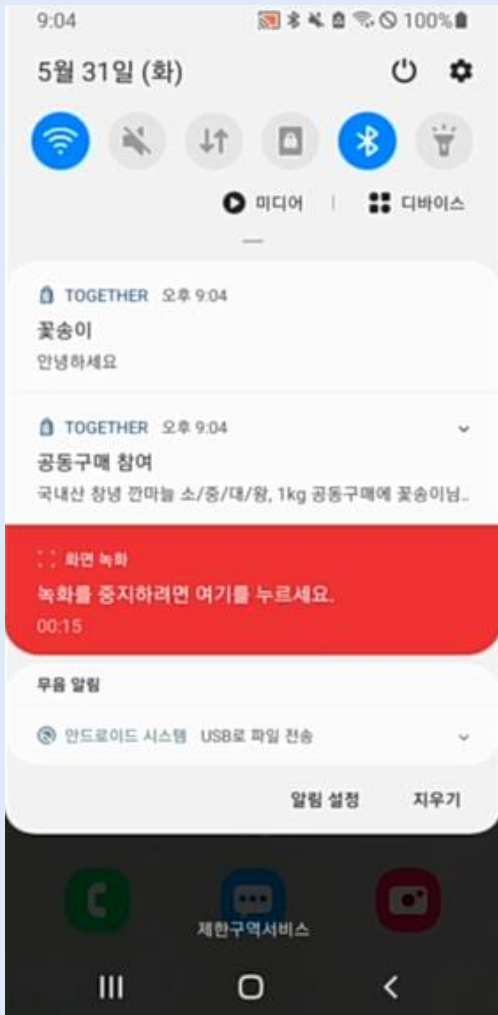 9:04 100%
5월 31일 (화)
미디어 | 디바이스
TOGETHER 오후 9:04
꽃송이
안녕하세요
TOGETHER 오후 9:04
공동구매 참여
국내산 창녕 깐마늘 소/중/대/왕, 1kg 공동구매에 꽃송이님..
화면 녹화
녹화를 중지하려면 여기를 누르세요.
00:15
무음 알림
안드로이드 시스템 USB로 파일 전송
알림 설정 지우기
제한구역서비스